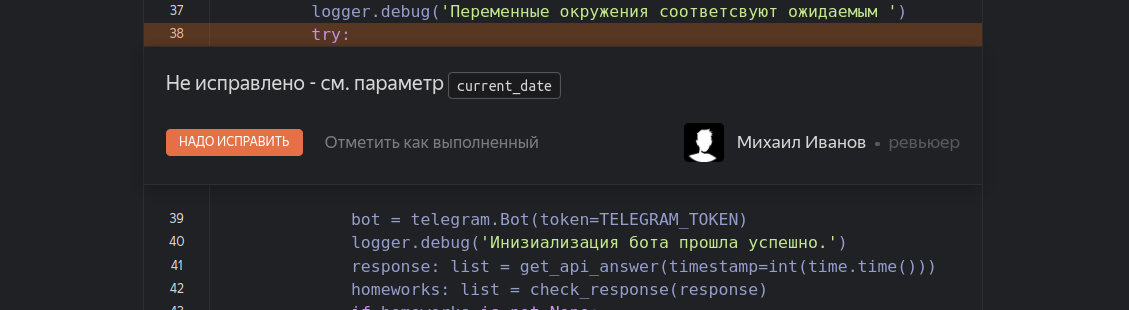 37 logger.debug('Переменные окружения соответсвуют ожидаемым ')
38 try:
Не исправлено - см. параметр current_date
НАДО ИСПРАВИТЬ Отметить как выполненный Михаил Иванов • ревьюер
39 bot = telegram.Bot(token=TELEGRAM_TOKEN)
40 logger.debug('Инизиализация бота прошла успешно.')
41 response: list = get_api_answer(timestamp=int(time.time()))
42 homeworks: list = check_response(response)